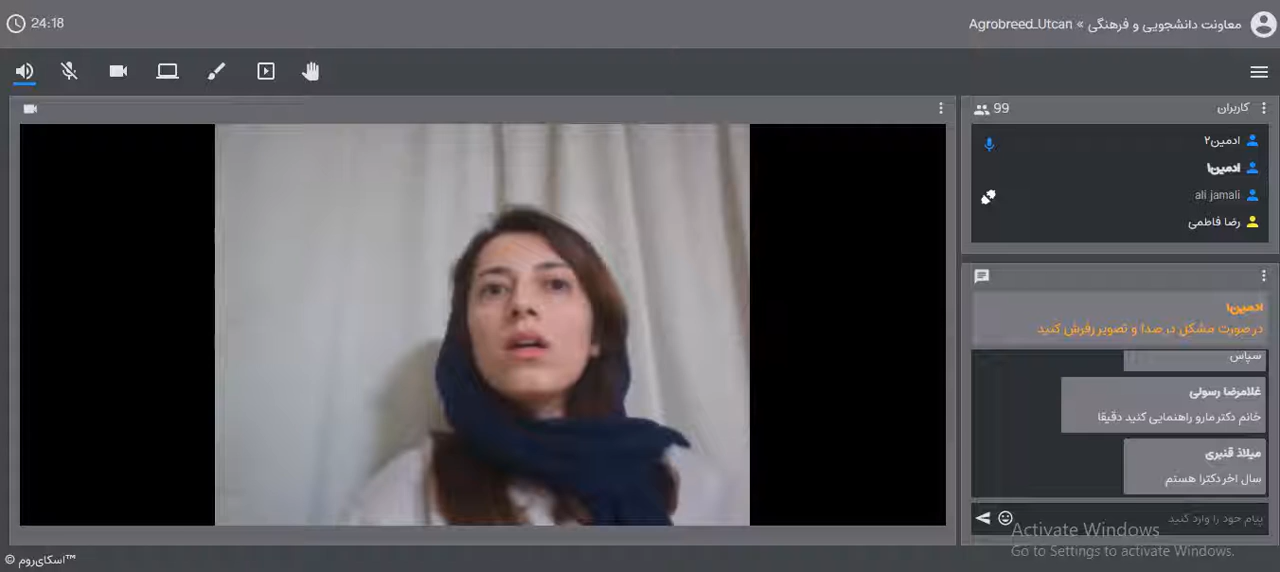 24:18
معاونت دانشجویی و فرهنگی » Agrobreed_Utcan
99
کاربران
ادمین۲
ادمین۱
ali jamali
رضا فاطمی
ادمین۱
در صورت مشکل در صدا و تصویر رفرش کنید
سپاس
غلامرضا رسولی
خانم دکتر مارو راهنمایی کنید دقیقا
میلاد قنبری
سال اخر دکترا هستم
پیام خود را وارد کنید
Activate Windows
Go to Settings to activate Windows.
© اسکای‌روم™